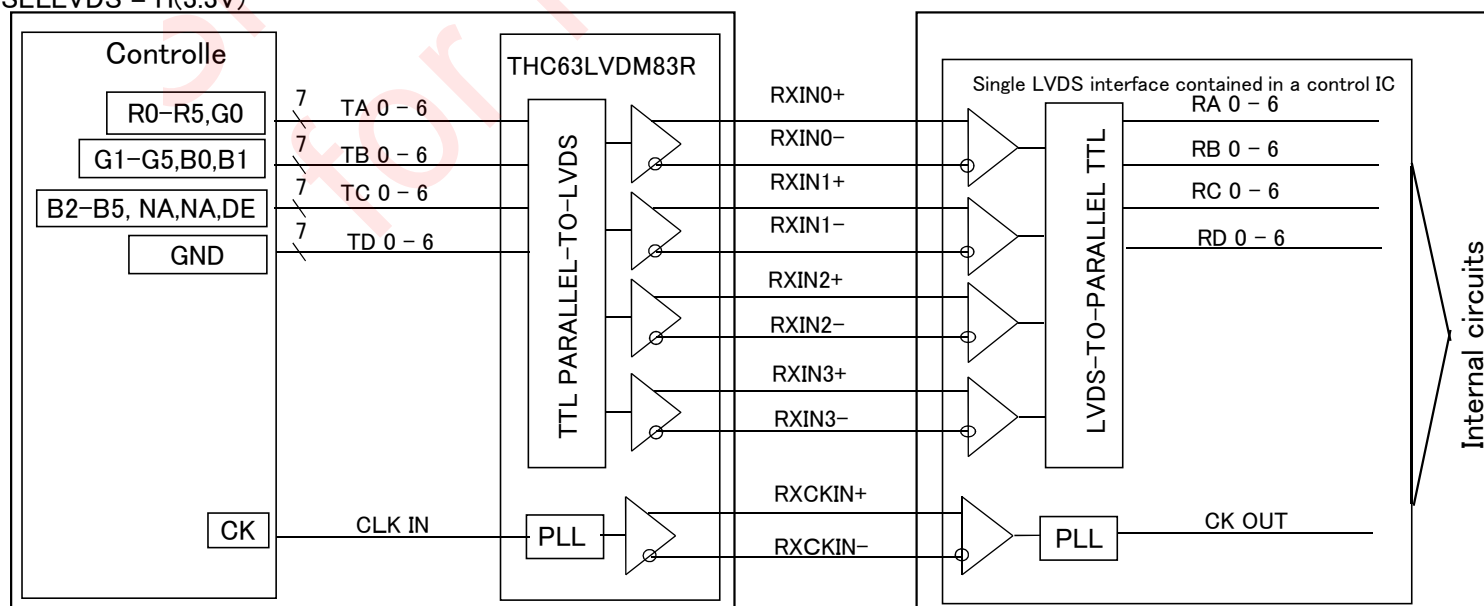 SELLVDS = H(3.3V)
Controlle
THC63LVDM83R
Single LVDS interface contained in a control IC
R0-R5,G0
7
TA 0 - 6
RXIN0+
RA 0 - 6
G1-G5,B0,B1
7
TB 0 - 6
RXIN0-
RB 0 - 6
B2-B5, NA,NA,DE
7
TC 0 - 6
RXIN1+
RC 0 - 6
GND
7
TD 0 - 6
RXIN1-
RD 0 - 6
TTL PARALLEL-TO-LVDS
RXIN2+
RXIN2-
RXIN3+
RXIN3-
LVDS-TO-PARALLEL TTL
Internal circuits
CK
CLK IN
PLL
RXCKIN+
RXCKIN-
PLL
CK OUT
for